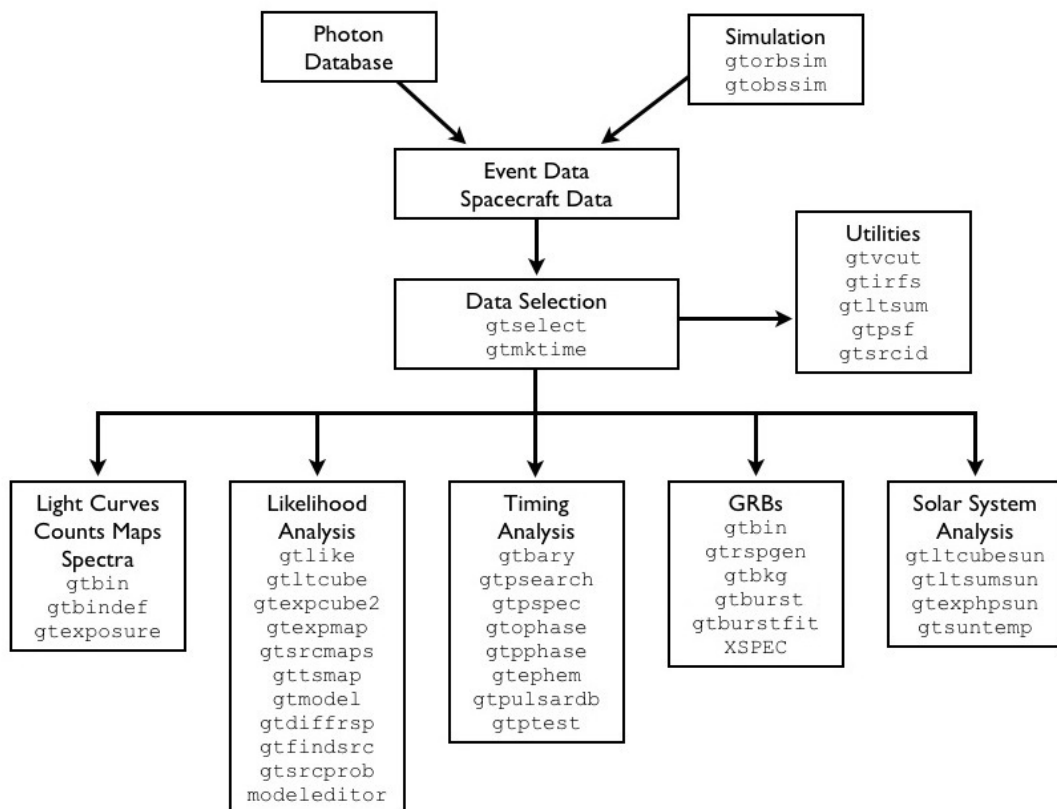 Photon
Database
Simulation
gtorbsim
gtobssim
Event Data
Spacecraft Data
Data Selection
gtselect
gtmktime
Utilities
gtvcut
gtirfs
gtltsum
gtpsf
gtsrcid
Light Curves
Counts Maps
Spectra
gtbin
gtbindef
gtexposure
Likelihood
Analysis
gtlike
gtltcube
gtexpcube2
gtexpmap
gtsrcmaps
gttsmap
gtmodel
gtdiffrsp
gtfindsrc
gtsrcprob
modeleditor
Timing
Analysis
gtbary
gtpsearch
gtpspec
gtophase
gtpphase
gtephem
gtpulsardb
gtptest
GRBs
gtbin
gtrspgen
gtbkg
gtburst
gtburstfit
XSPEC
Solar System
Analysis
gtltcubesun
gtltsumsun
gtexphpsun
gtsuntemp